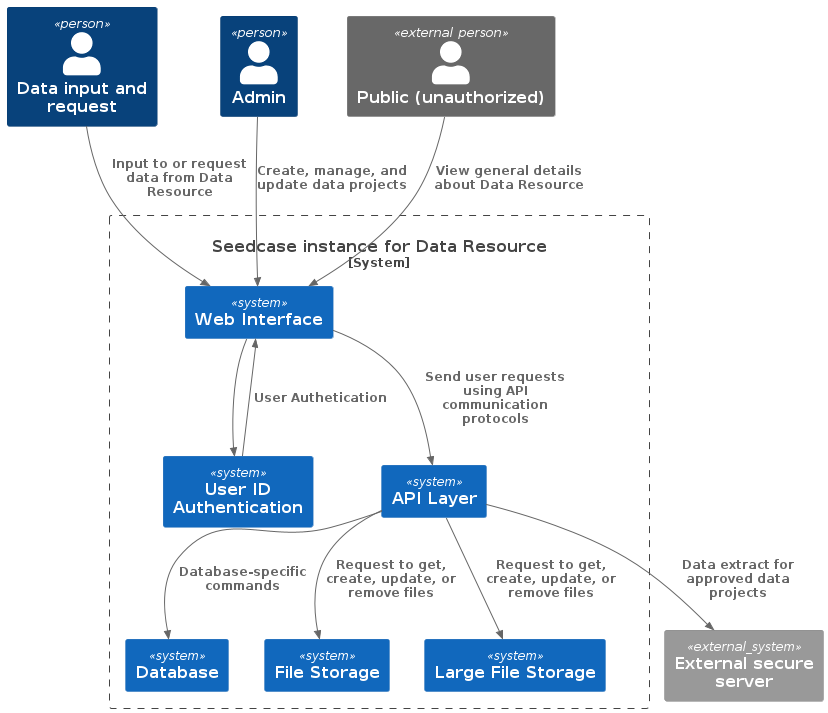 «person»
Data input and
request
«person»
Admin
«external person»
Public (unauthorized)
Input to or request
data from Data
Resource
Create, manage, and
update data projects
View general details
about Data Resource
Seedcase instance for Data Resource
[System]
«system»
Web Interface
User Authetication
Send user requests
using API
communication
protocols
«system»
User ID
Authentication
«system»
API Layer
Database-specific
commands
Request to get,
create, update, or
remove files
Request to get,
create, update, or
remove files
Data extract for
approved data
projects
«system»
Database
«system»
File Storage
«system»
Large File Storage
«external_system»
External secure
server